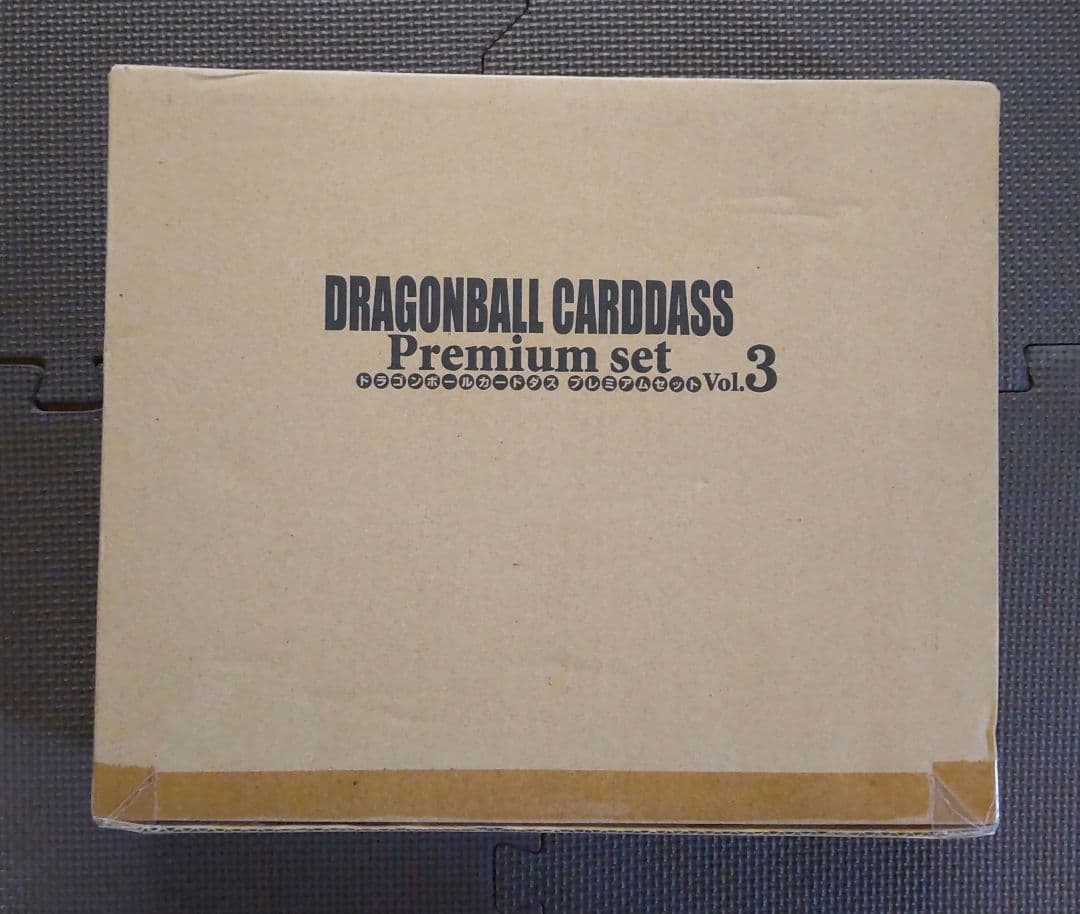 DRAGONBALL CARDDASS
Premium set
ドラゴンボールカードダス プレミアムセット Vol.3